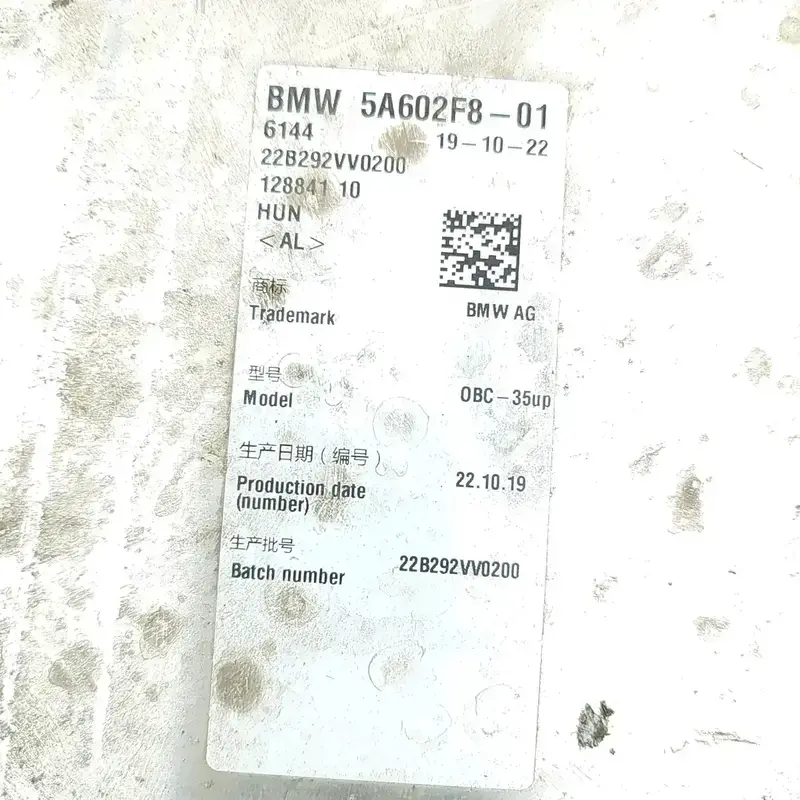 BMW 5A602F8-01
6144 19-10-22
22B292VV0200
128841 10
HUN
<AL>
商标
Trademark BMW AG
型号
Model OBC-35up
生产日期(编号)
Production date 22.10.19
(number)
生产批号
Batch number 22B292VV0200